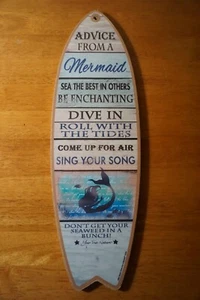 ADVICE
FROM A
Mermaid
SEA THE BEST IN OTHERS
BE ENCHANTING
DIVE IN
ROLL WITH
THE TIDES
COME UP FOR AIR
SING YOUR SONG
DON'T GET YOUR
SEAWEED IN A
BUNCH!